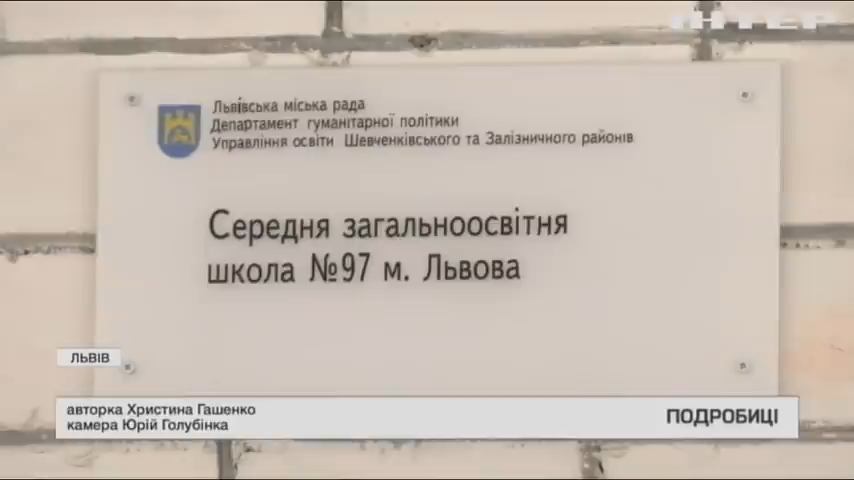 ІНТЕР
Львівська міська рада
Департамент гуманітарної політики
Управління освіти Шевченківського та Залізничного районів
Середня загальноосвітня
школа №97 м. Львова
ЛЬВІВ
авторка Христина Гашенко
камера Юрій Голубінка
ПОДРОБИЦІ